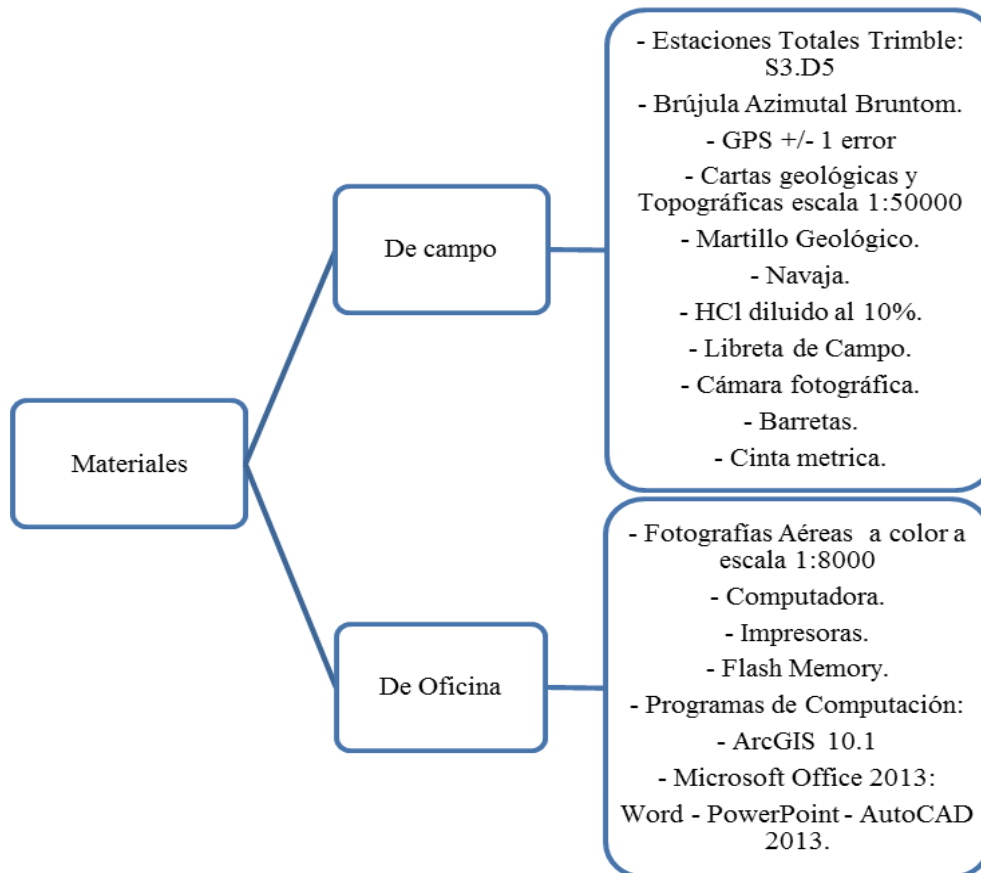 Materiales
De campo
- Estaciones Totales Trimble:
S3.D5
- Brújula Azimutal Bruntom.
- GPS +/- 1 error
- Cartas geológicas y
Topográficas escala 1:50000
- Martillo Geológico.
- Navaja.
- HCl diluido al 10%.
- Libreta de Campo.
- Cámara fotográfica.
- Barretas.
- Cinta metrica.
De Oficina
- Fotografías Aéreas a color a
escala 1:8000
- Computadora.
- Impresoras.
- Flash Memory.
- Programas de Computación:
- ArcGIS 10.1
- Microsoft Office 2013:
Word - PowerPoint - AutoCAD
2013.